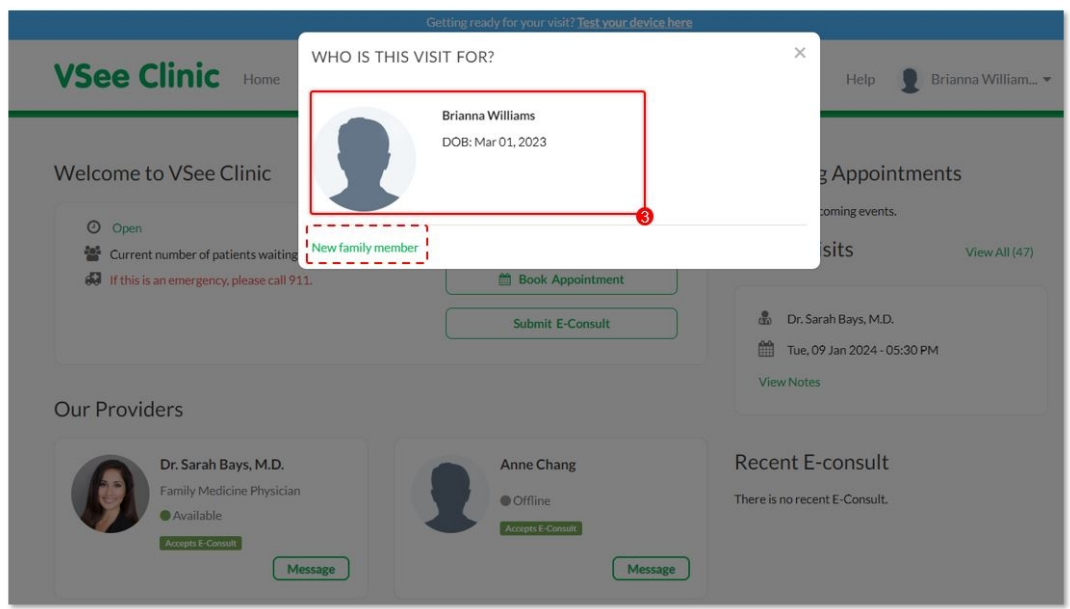 Getting ready for your visit? Test your device here
VSee Clinic
Home
Help
Brianna William...
WHO IS THIS VISIT FOR?
×
Brianna Williams
DOB: Mar 01, 2023
3
New family member
Welcome to VSee Clinic
Open
Current number of patients waiting
If this is an emergency, please call 911.
Book Appointment
Submit E-Consult
Appointments
coming events.
View All (47)
Dr. Sarah Bays, M.D.
Tue, 09 Jan 2024 - 05:30 PM
View Notes
Our Providers
Dr. Sarah Bays, M.D.
Family Medicine Physician
Available
Accepts E-Consult
Message
Anne Chang
Offline
Accepts E-Consult
Message
Recent E-consult
There is no recent E-Consult.